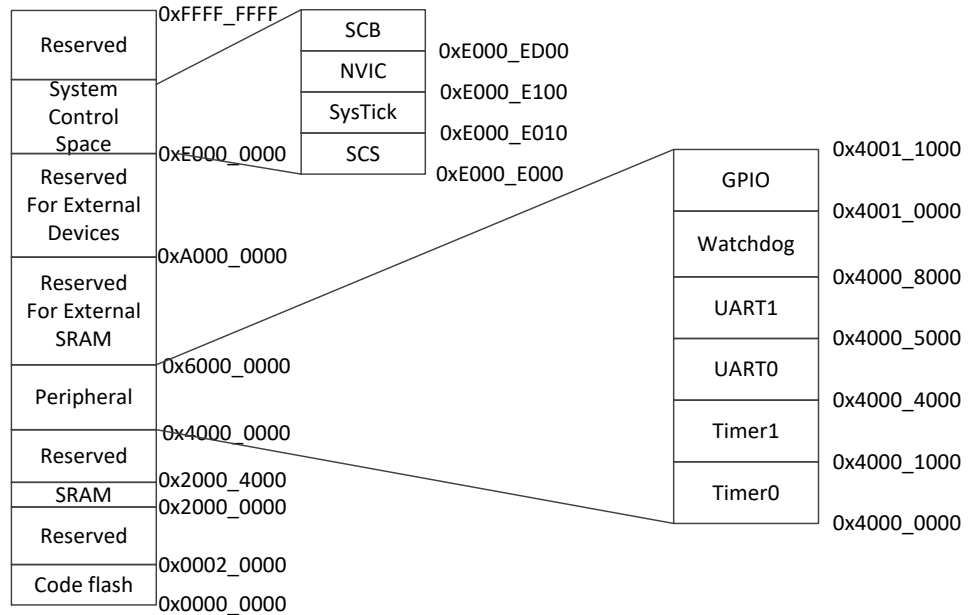 0xFFFF_FFFF
Reserved
System
Control
Space
0xE000_0000
Reserved
For External
Devices
0xA000_0000
Reserved
For External
SRAM
0x6000_0000
Peripheral
0x4000_0000
Reserved
0x2000_4000
SRAM
0x2000_0000
Reserved
0x0002_0000
Code flash
0x0000_0000
SCB
0xE000_ED00
NVIC
0xE000_E100
SysTick
0xE000_E010
SCS
0xE000_E000
0x4001_1000
GPIO
0x4001_0000
Watchdog
0x4000_8000
UART1
0x4000_5000
UART0
0x4000_4000
Timer1
0x4000_1000
Timer0
0x4000_0000